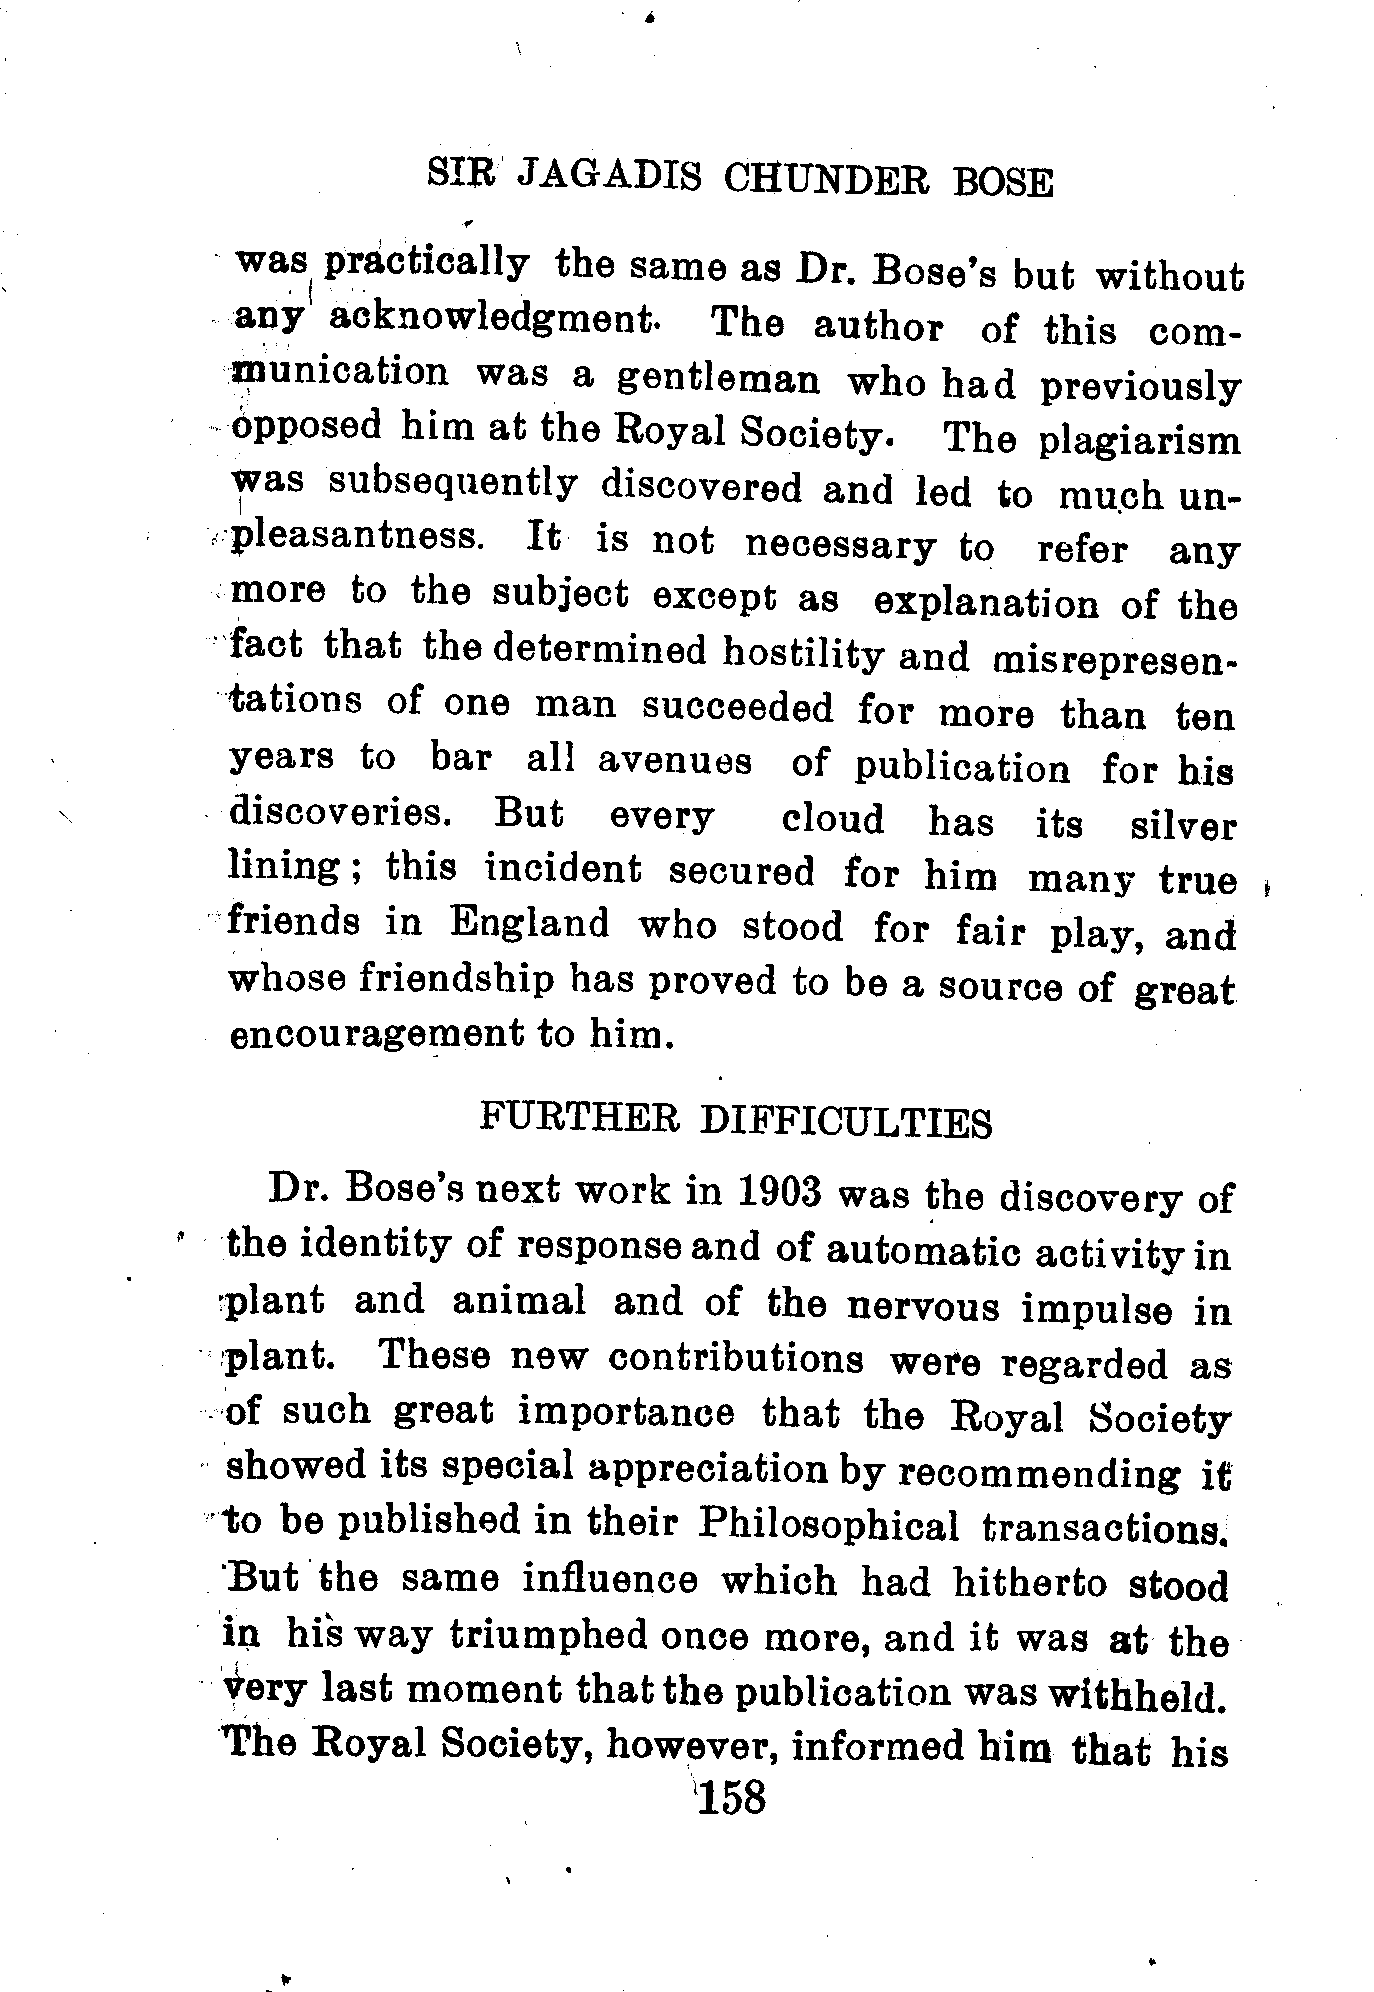 SIR JAGADIS CHUNDER BOSE
was practically the same as Dr. Bose's but without
any acknowledgment. The author of this com-
munication was a gentleman who had previously
opposed him at the Royal Society. The plagiarism
was subsequently discovered and led to much un-
pleasantness. It is not necessary to refer any
more to the subject except as explanation of the
fact that the determined hostility and misrepresen-
tations of one man succeeded for more than ten
years to bar all avenues of publication for his
discoveries. But every cloud has its silver
lining; this incident secured for him many true
friends in England who stood for fair play, and
whose friendship has proved to be a source of great
encouragement to him.
FURTHER DIFFICULTIES
Dr. Bose's next work in 1903 was the discovery of
the identity of response and of automatic activity in
plant and animal and of the nervous impulse in
plant. These new contributions were regarded as
of such great importance that the Royal Society
showed its special appreciation by recommending it
to be published in their Philosophical transactions.
But the same influence which had hitherto stood
in his way triumphed once more, and it was at the
very last moment that the publication was withheld.
The Royal Society, however, informed him that his
158